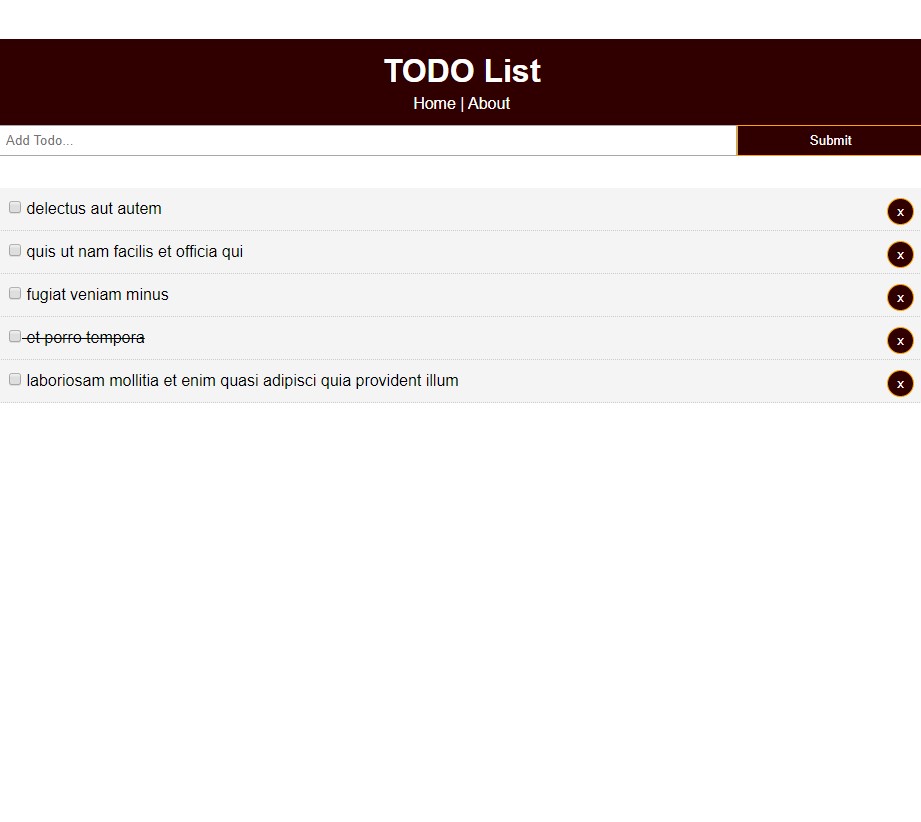 TODO List
Home | About
Add Todo... Submit
delectus aut autem x
quis ut nam facilis et officia qui x
fugiat veniam minus x
et porro tempora x
laboriosam mollitia et enim quasi adipisci quia provident illum x